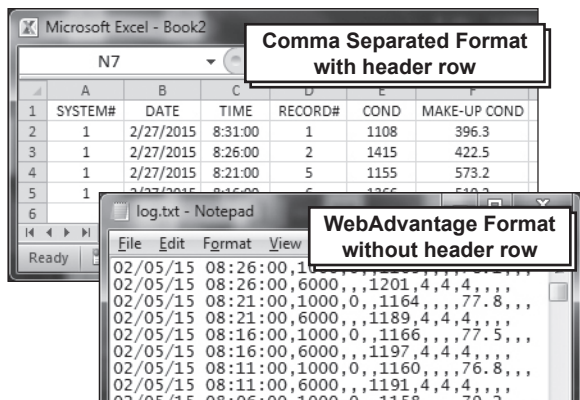 Microsoft Excel - Book2
Comma Separated Format
with header row
N7
A B C D E F
1 SYSTEM# DATE TIME RECORD# COND MAKE-UP COND
2 1 2/27/2015 8:31:00 1 1108 396.3
3 1 2/27/2015 8:26:00 2 1415 422.5
4 1 2/27/2015 8:21:00 5 1155 573.2
5 1
6
Ready
log.txt - Notepad
WebAdvantage Format
without header row
File Edit Format View
02/05/15 08:26:00,
02/05/15 08:26:00,6000,,,1201,4,4,4,,,,
02/05/15 08:21:00,1000,0,,1164,,,,77.8,,,
02/05/15 08:21:00,6000,,,1189,4,4,4,,,,
02/05/15 08:16:00,1000,0,,1166,,,,77.5,,,
02/05/15 08:16:00,6000,,,1197,4,4,4,,,,
02/05/15 08:11:00,1000,0,,1160,,,,76.8,,,
02/05/15 08:11:00,6000,,,1191,4,4,4,,,,